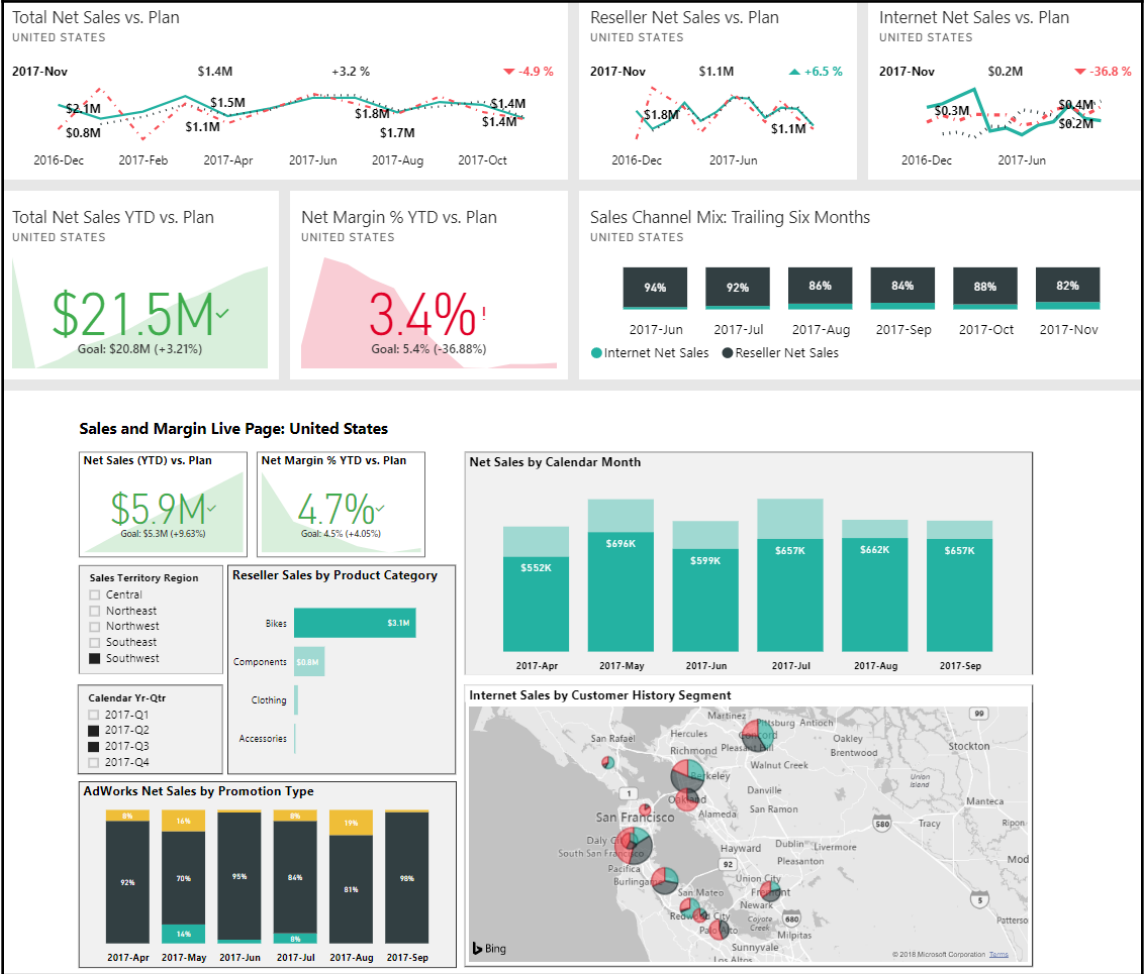 Total Net Sales vs. Plan
UNITED STATES
2017-Nov $1.4M +3.2 % -4.9 %
$2.1M
$0.8M
$1.5M
$1.1M
$1.8M
$1.7M
$1.4M
$1.4M
2016-Dec 2017-Feb 2017-Apr 2017-Jun 2017-Aug 2017-Oct
Reseller Net Sales vs. Plan
UNITED STATES
2017-Nov $1.1M +6.5 %
$1.8M
$1.1M
2016-Dec 2017-Jun
Internet Net Sales vs. Plan
UNITED STATES
2017-Nov $0.2M -36.8 %
$0.3M
$0.4M
$0.2M
2016-Dec 2017-Jun
Total Net Sales YTD vs. Plan
UNITED STATES
$21.5M
Goal: $20.8M (+3.21%)
Net Margin % YTD vs. Plan
UNITED STATES
3.4%!
Goal: 5.4% (-36.88%)
Sales Channel Mix: Trailing Six Months
UNITED STATES
94% 92% 86% 84% 88% 82%
2017-Jun 2017-Jul 2017-Aug 2017-Sep 2017-Oct 2017-Nov
Internet Net Sales Reseller Net Sales
Sales and Margin Live Page: United States
Net Sales (YTD) vs. Plan
$5.9M
Goal: $5.3M (+9.63%)
Net Margin % YTD vs. Plan
4.7%
Goal: 4.5% (+4.05%)
Net Sales by Calendar Month
$552K $696K $599K $657K $662K $657K
2017-Apr 2017-May 2017-Jun 2017-Jul 2017-Aug 2017-Sep
Sales Territory Region
Central
Northeast
Northwest
Southeast
Southwest
Calendar Yr-Qtr
2017-Q1
2017-Q2
2017-Q3
2017-Q4
Reseller Sales by Product Category
Bikes $3.1M
Components $0.8M
Clothing
Accessories
AdWorks Net Sales by Promotion Type
8% 16% 8% 19%
92% 70% 95% 84% 81% 98%
14% 8%
2017-Apr 2017-May 2017-Jun 2017-Jul 2017-Aug 2017-Sep
Internet Sales by Customer History Segment
Martinez
Pittsburg Antioch
99
San Rafael
Hercules
Concord
Oakley
Richmond Pleasant Hill
Brentwood
Stockton
Walnut Creek
Berkeley
Union Island
1
Oakland
Danville
Manteca
San Francisco
Alameda
San Ramon
580
Tracy
Ripon
Daly City
South San Francisco
Hayward
Dublin
Livermore
Pleasanton
Mod
Pacifica
92
Burlingame
Union City
San Mateo
Fremont
5
Newark
Redwood City
Coyote Creek
680
Patterso
Palo Alto
Milpitas
Sunnyvale
Los Altos
Bing
© 2018 Microsoft Corporation Terms